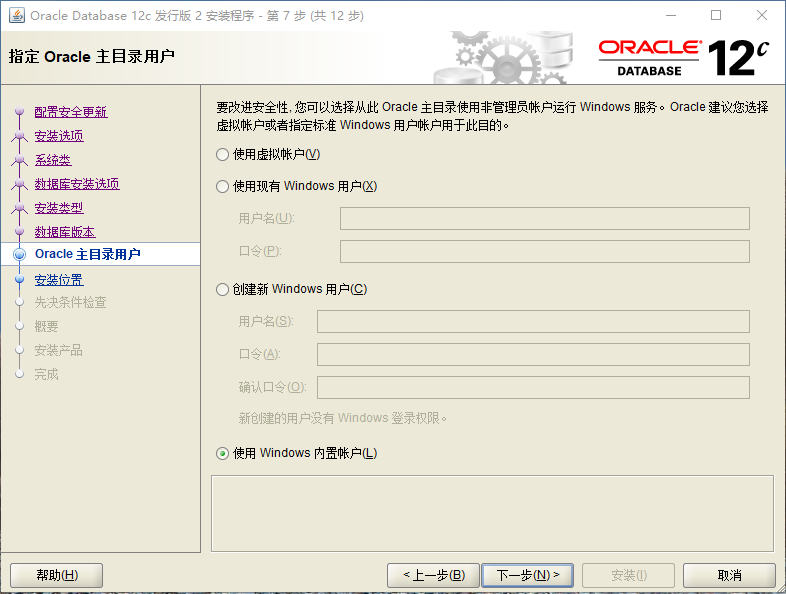 Oracle Database 12c 发行版 2 安装程序 - 第 7 步 (共 12 步)
指定 Oracle 主目录用户
ORACLE®
DATABASE
12c
配置安全更新
安装选项
系统类
数据库安装选项
安装类型
数据库版本
Oracle 主目录用户
安装位置
先决条件检查
概要
安装产品
完成
要改进安全性, 您可以选择从此 Oracle 主目录使用非管理员帐户运行 Windows 服务。Oracle 建议您选择
虚拟帐户或者指定标准 Windows 用户帐户用于此目的。
使用虚拟帐户(V)
使用现有 Windows 用户(X)
用户名(U):
口令(P):
创建新 Windows 用户(C)
用户名(S):
口令(A):
确认口令(O):
新创建的用户没有 Windows 登录权限。
使用 Windows 内置帐户(L)
帮助(H)
< 上一步(B)
下一步(N) >
安装(I)
取消